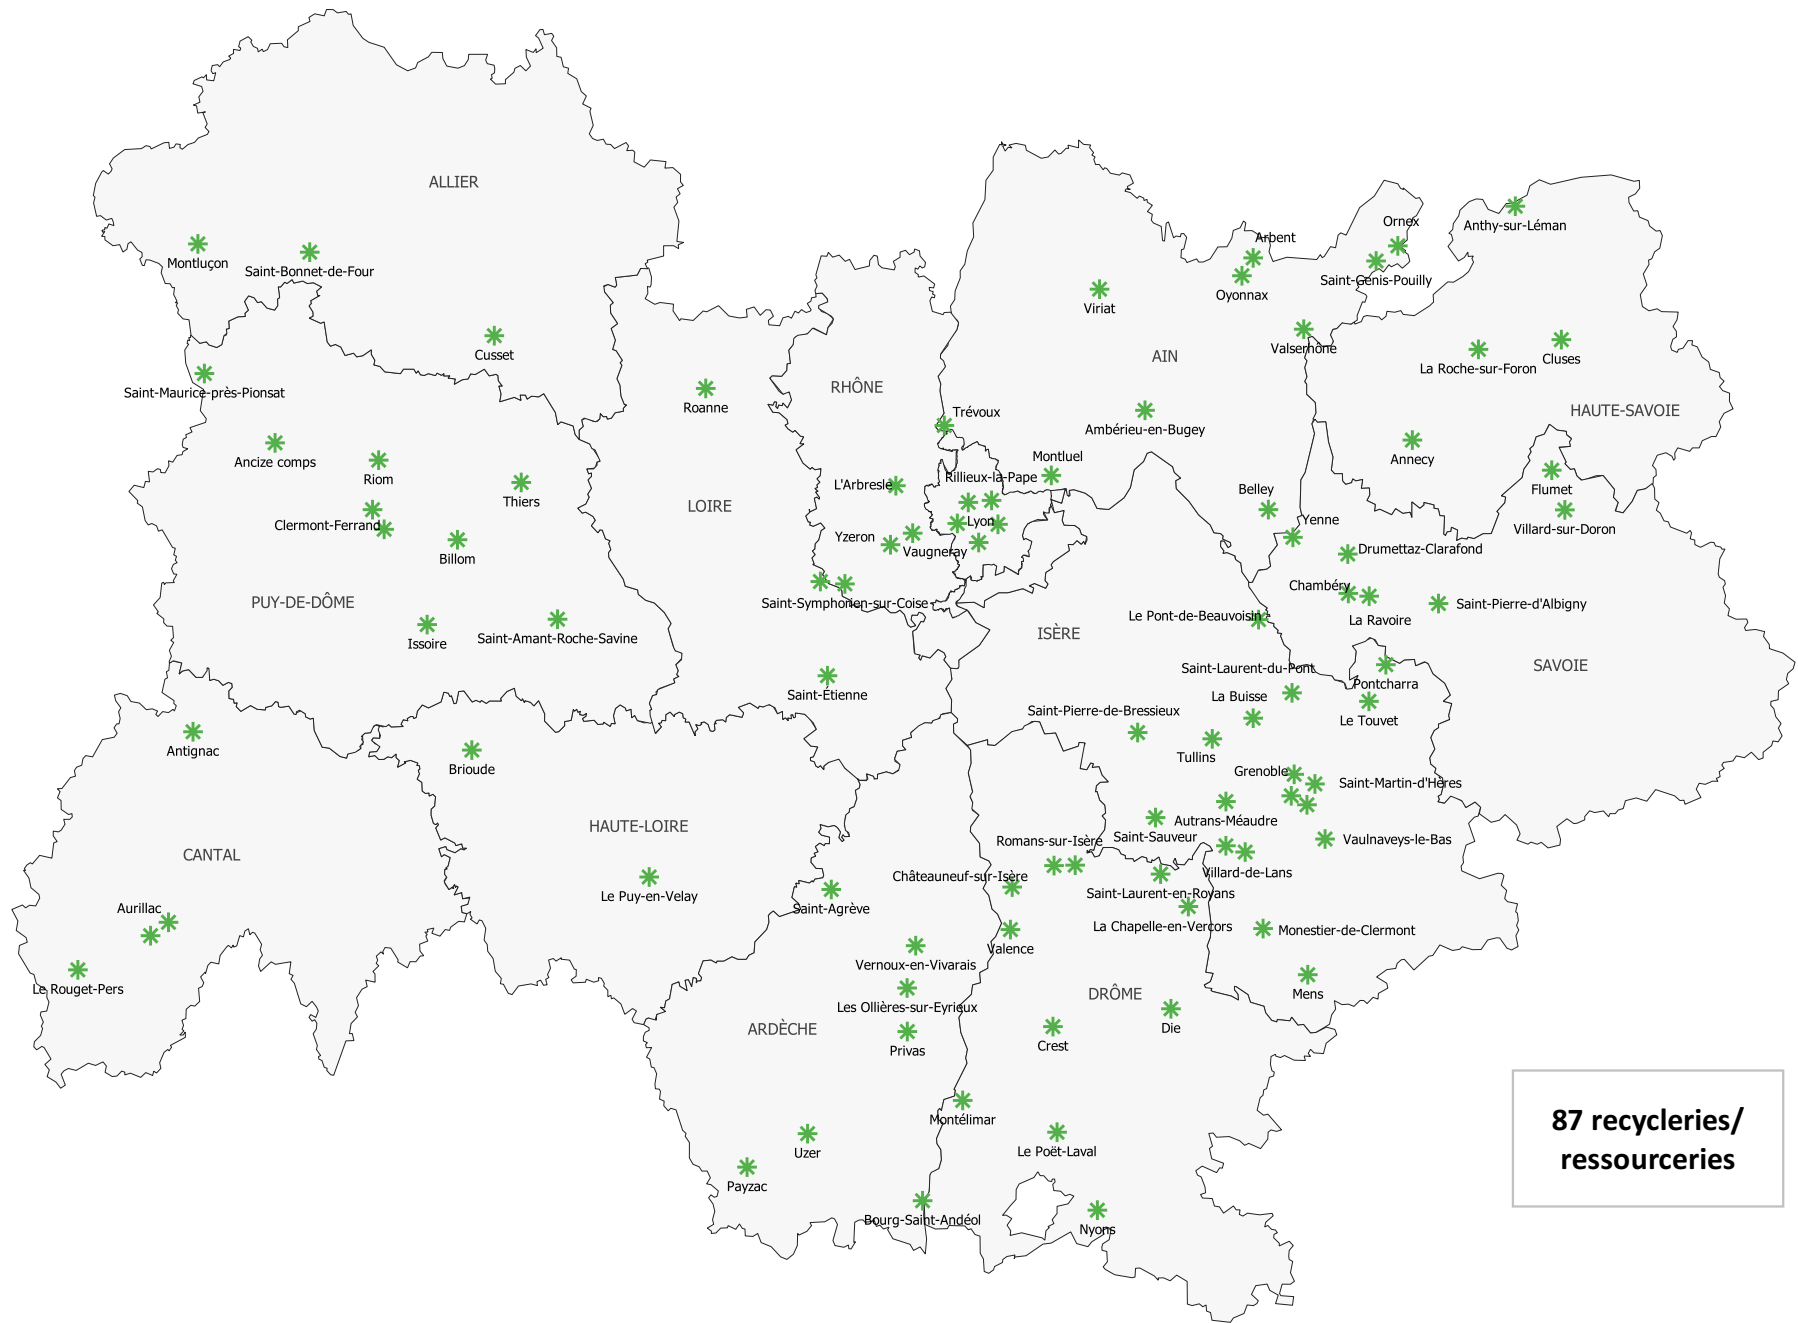 ALLIER
Montluçon
Saint-Bonnet-de-Four
Cusset
Saint-Maurice-près-Pionsat
Ancize comps
Riom
Thiers
Clermont-Ferrand
Billom
PUY-DE-DÔME
Issoire
Saint-Amant-Roche-Savine
Roanne
LOIRE
Saint-Étienne
RHÔNE
L'Arbresle
Yzeron
Vaugneray
Saint-Symphorien-sur-Coise
Trévoux
Rillieux-la-Pape
Lyon
Montluel
Viriat
AIN
Ambérieu-en-Bugey
Arbent
Oyonnax
Ornex
Saint-Genis-Pouilly
Valserhône
Belley
Anthy-sur-Léman
La Roche-sur-Foron
Cluses
HAUTE-SAVOIE
Annecy
Flumet
Villard-sur-Doron
Yenne
Drumettaz-Clarafond
Chambéry
La Ravoire
Saint-Pierre-d'Albigny
SAVOIE
ISÈRE
Le Pont-de-Beauvoisin
Saint-Laurent-du-Pont
Pontcharra
La Buisse
Le Touvet
Saint-Pierre-de-Bressieux
Tullins
Grenoble
Saint-Martin-d'Hères
Autrans-Méaudre
Saint-Sauveur
Vaulnaveys-le-Bas
Villard-de-Lans
Monestier-de-Clermont
Mens
Antignac
CANTAL
Aurillac
Le Rouget-Pers
Brioude
HAUTE-LOIRE
Le Puy-en-Velay
Saint-Agrève
Vernoux-en-Vivarais
Les Ollières-sur-Eyrieux
ARDÈCHE
Privas
Uzer
Payzac
Bourg-Saint-Andéol
Romans-sur-Isère
Châteauneuf-sur-Isère
Saint-Laurent-en-Royans
La Chapelle-en-Vercors
Valence
DRÔME
Die
Crest
Montélimar
Le Poët-Laval
Nyons
87 recycleries/
ressourceries